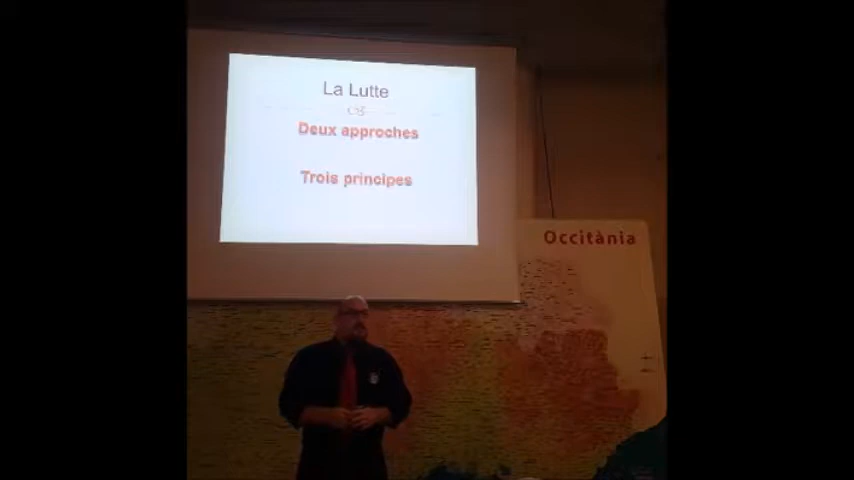 La Lutte
Deux approches
Trois principes
Occitània